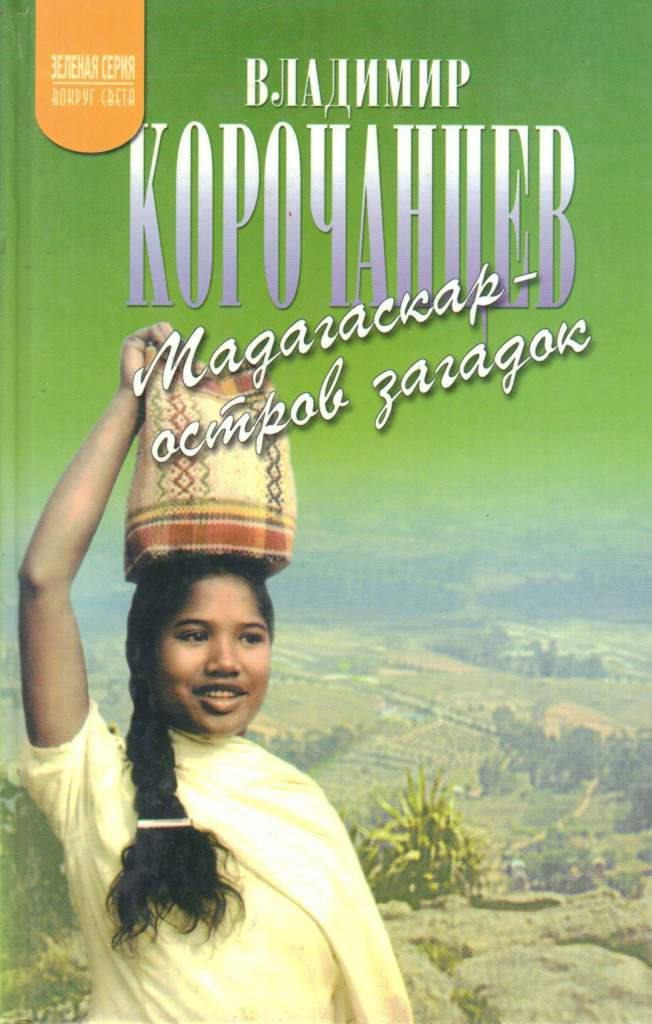 ЗЕЛЕНАЯ СЕРИЯ
ВОКРУГ СВЕТА
ВЛАДИМИР
КОРОЧАНЦЕВ
Мадагаскар -
остров загадок